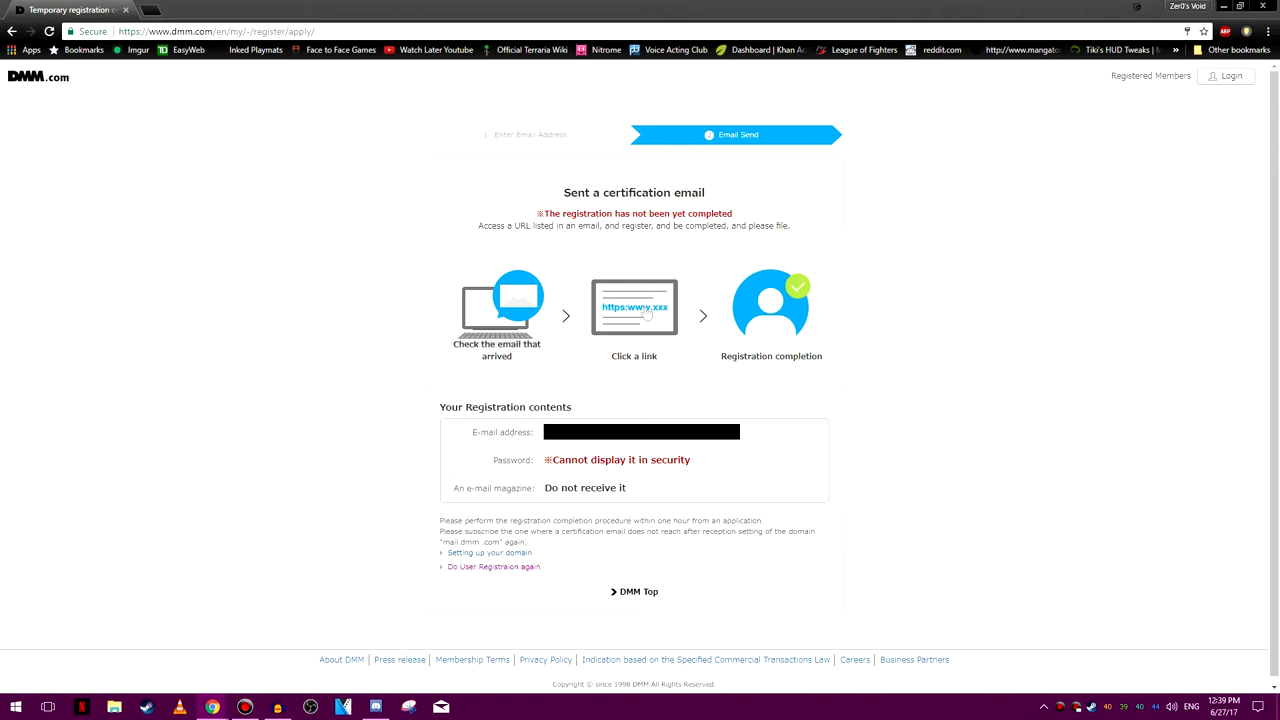 Temporary registration c
Zer0's Void
Secure
https://www.dmm.com/en/my/-/register/apply/
Apps Bookmarks Imgur EasyWeb Inked Playmats Face to Face Games Watch Later Youtube Official Terraria Wiki Nitrome Voice Acting Club Dashboard | Khan Ac League of Fighters reddit.com http://www.mangato Tiki's HUD Tweaks | M » Other bookmarks
DMM.com
Registered Members Login
1 Enter Email Address
2 Email Send
Sent a certification email
※The registration has not been yet completed
Access a URL listed in an email, and register, and be completed, and please file.
https:www.xxx
Check the email that
arrived
Click a link
Registration completion
Your Registration contents
E-mail address:
Password: ※Cannot display it in security
An e-mail magazine: Do not receive it
Please perform the registration completion procedure within one hour from an application.
Please subscribe the one where a certification email does not reach after reception setting of the domain
"mail.dmm .com" again.
Setting up your domain
Do User Registraion again
DMM Top
About DMM | Press release | Membership Terms | Privacy Policy | Indication based on the Specified Commercial Transactions Law | Careers | Business Partners
Copyright © since 1998 DMM All Rights Reserved.
40 39 40 44 ENG 12:39 PM
6/27/17